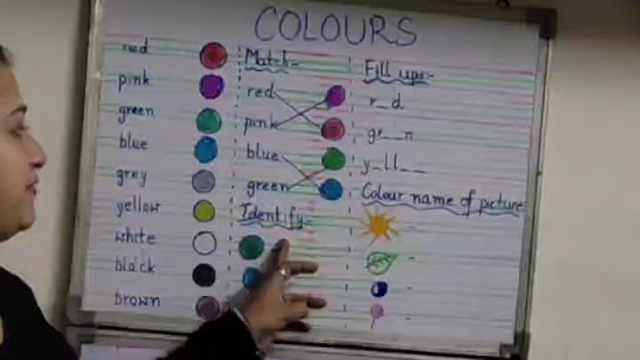 COLOURS
red
pink
green
blue
grey
yellow
white
black
brown
Match-
red
pink
blue
green
Identify-
Fill ups-
r_d
gr__n
y_ll__
Colour name of picture
-
-
-
-